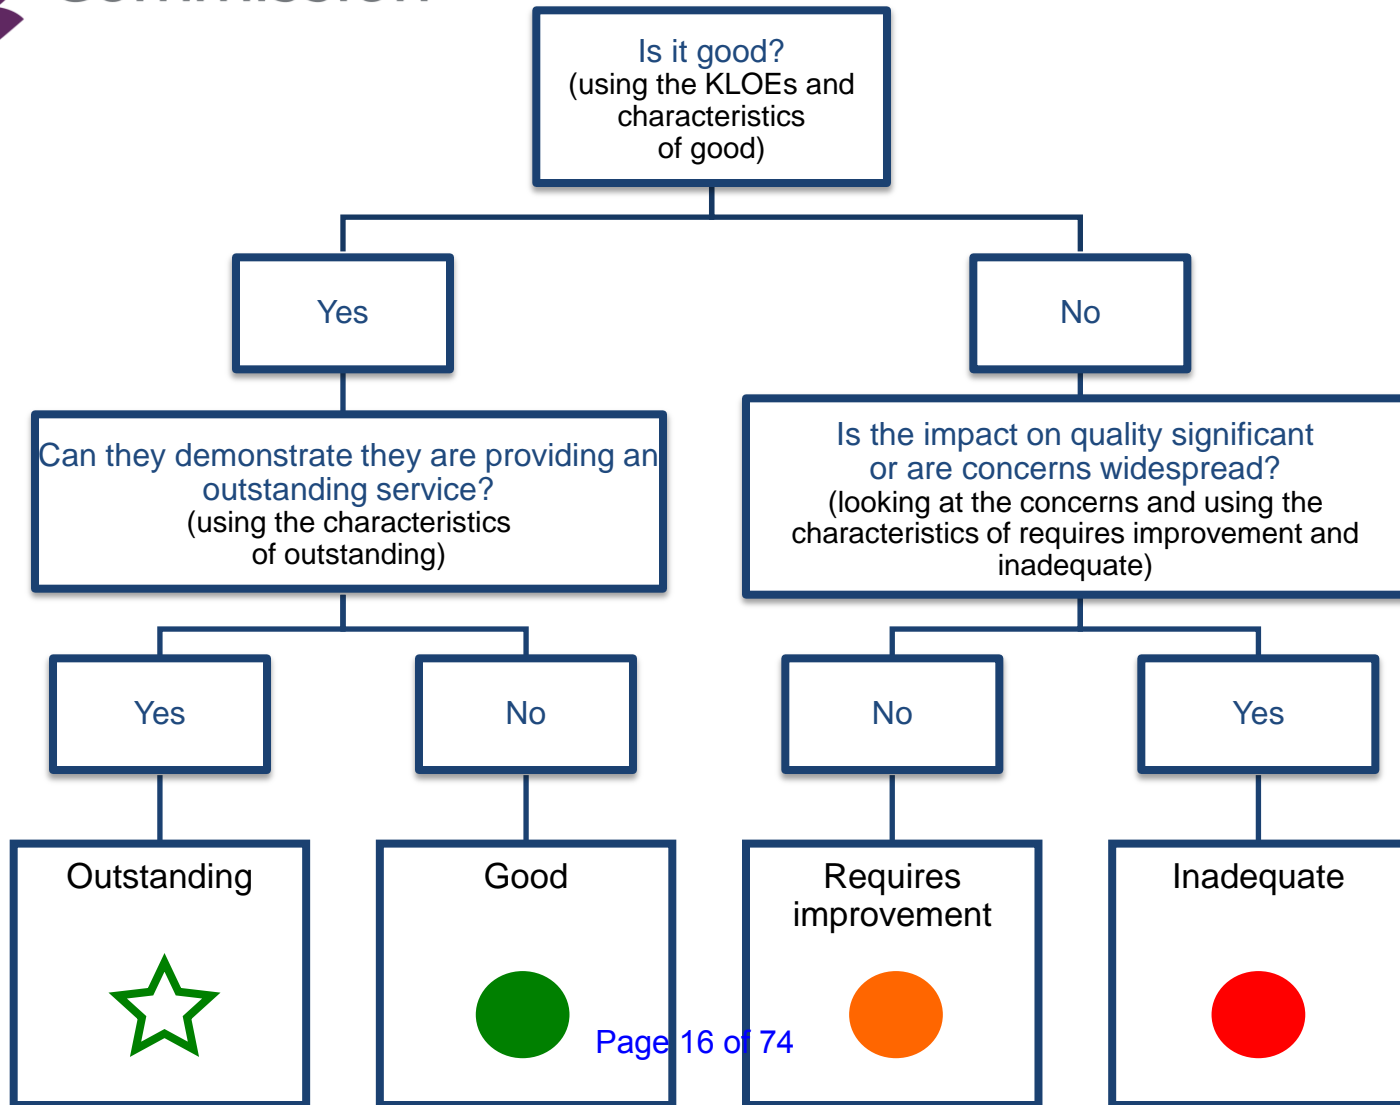 Commission
Is it good?
(using the KLOEs and
characteristics
of good)
Yes
No
Can they demonstrate they are providing an
outstanding service?
(using the characteristics
of outstanding)
Is the impact on quality significant
or are concerns widespread?
(looking at the concerns and using the
characteristics of requires improvement and
inadequate)
Yes
No
No
Yes
Outstanding
Good
Requires
improvement
Inadequate
Page 16 of 74